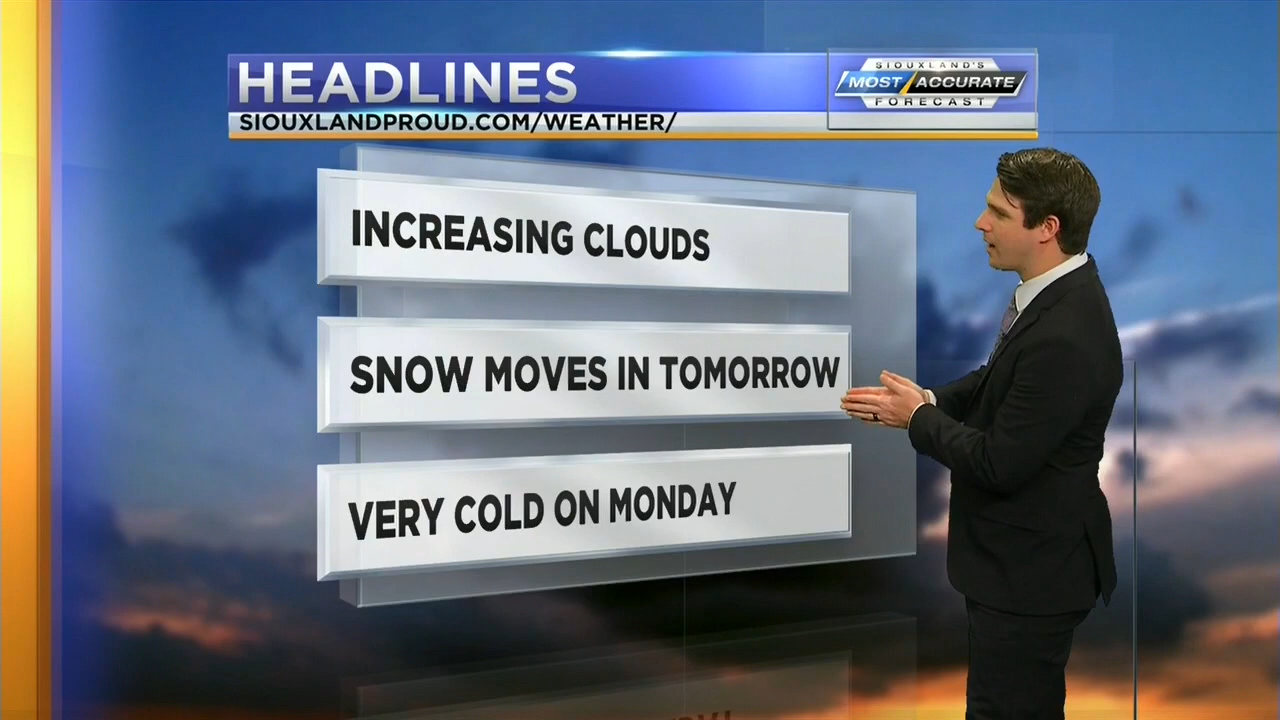 HEADLINES
SIOUXLANDPROUD.COM/WEATHER/
SIOUXLAND'S
MOST ACCURATE
FORECAST
INCREASING CLOUDS
SNOW MOVES IN TOMORROW
VERY COLD ON MONDAY